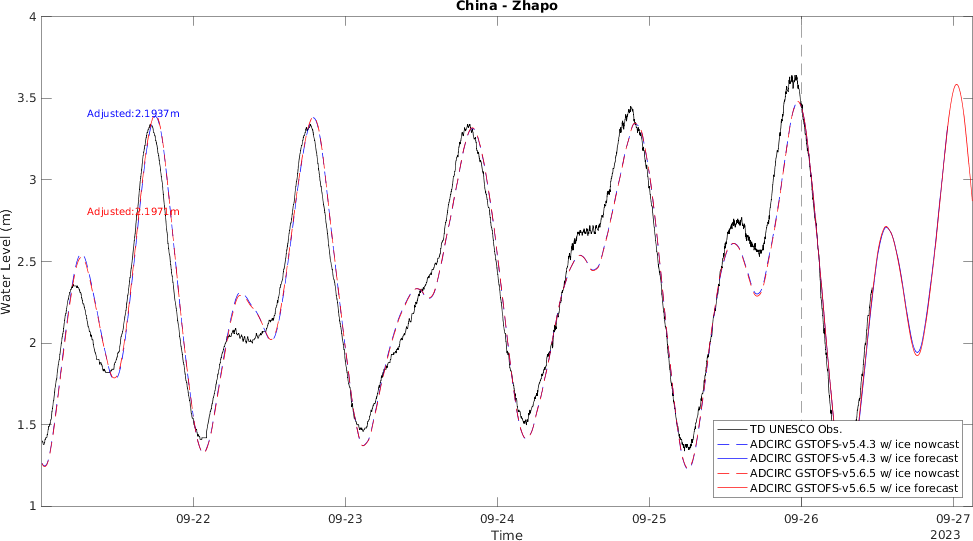 China - Zhapo
4
3.5
3
2.5
2
1.5
1
Water Level (m)
Adjusted:2.1937m
Adjusted:2.1971m
TD UNESCO Obs.
ADCIRC GSTOFS-v5.4.3 w/ ice nowcast
ADCIRC GSTOFS-v5.4.3 w/ ice forecast
ADCIRC GSTOFS-v5.6.5 w/ ice nowcast
ADCIRC GSTOFS-v5.6.5 w/ ice forecast
09-22
09-23
09-24
09-25
09-26
09-27
Time
2023